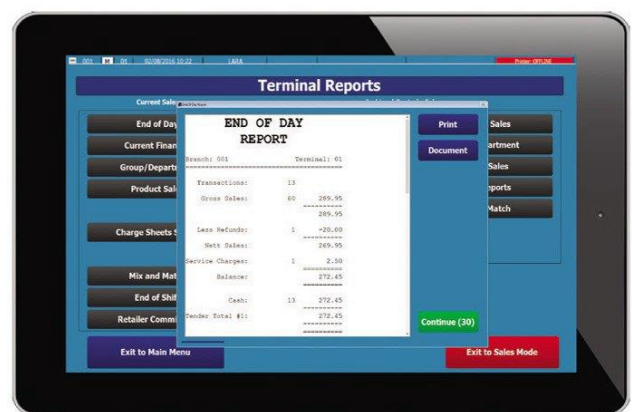 001 M 01 02/08/2016 10:22 LARA Printer OFFLINE
Terminal Reports
Current Sale
End of Day
Current Finan
Group/Departm
Product Sal
Charge Sheets S
Mix and Mat
End of Shif
Retailer Commi
Exit to Main Menu
END OF DAY
REPORT
Branch: 001 Terminal: 01
Transactions: 13
Gross Sales: 60 289.95
289.95
Less Refunds: 1 -20.00
Nett Sales: 269.95
Service Charges: 1 2.50
Balance: 272.45
Cash: 13 272.45
Tender Total #1: 272.45
Print
Document
Continue (30)
Sales
artment
Sales
ports
Match
Exit to Sales Mode